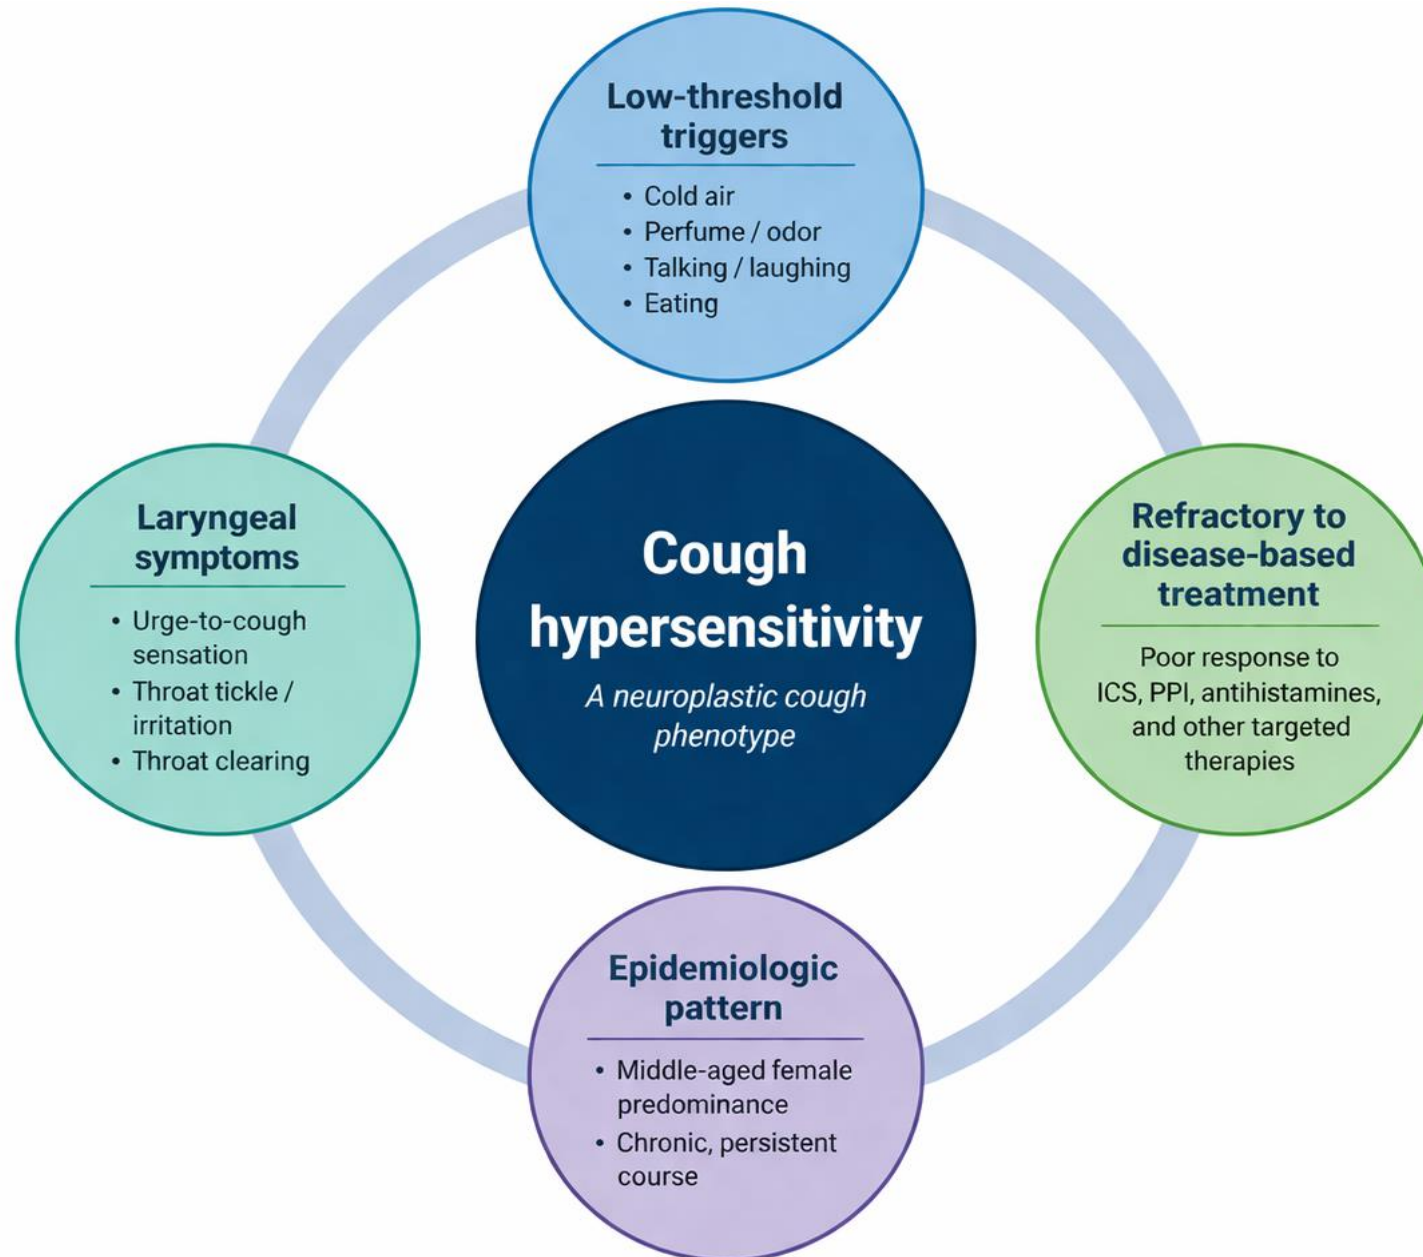 Low-threshold
triggers
• Cold air
• Perfume / odor
• Talking / laughing
• Eating
Laryngeal
symptoms
• Urge-to-cough
sensation
• Throat tickle /
irritation
• Throat clearing
Cough
hypersensitivity
A neuroplastic cough
phenotype
Refractory to
disease-based
treatment
Poor response to
ICS, PPI, antihistamines,
and other targeted
therapies
Epidemiologic
pattern
• Middle-aged female
predominance
• Chronic, persistent
course